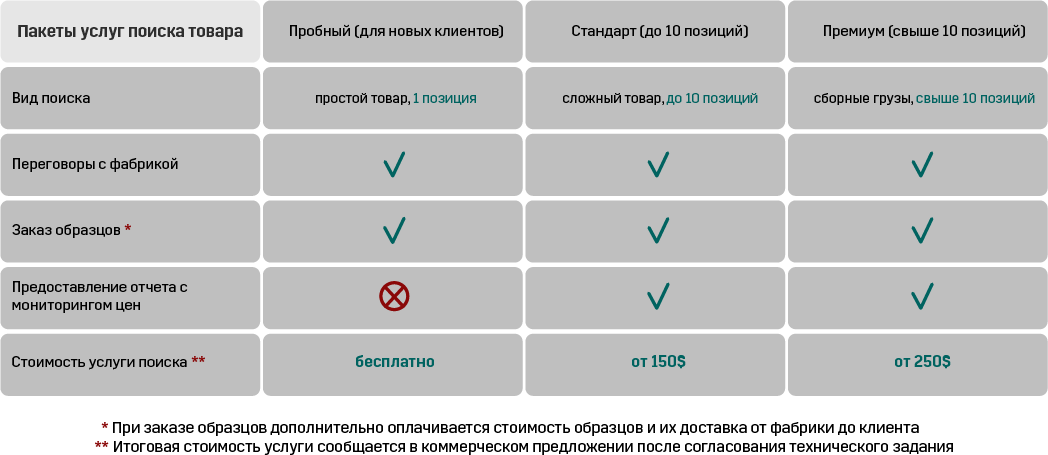 Пакеты услуг поиска товара
Пробный (для новых клиентов)
Стандарт (до 10 позиций)
Премиум (свыше 10 позиций)
Вид поиска
простой товар, 1 позиция
сложный товар, до 10 позиций
сборные грузы, свыше 10 позиций
Переговоры с фабрикой
Заказ образцов *
Предоставление отчета с
мониторингом цен
Стоимость услуги поиска **
бесплатно
от 150$
от 250$
* При заказе образцов дополнительно оплачивается стоимость образцов и их доставка от фабрики до клиента
** Итоговая стоимость услуги сообщается в коммерческом предложении после согласования технического задания